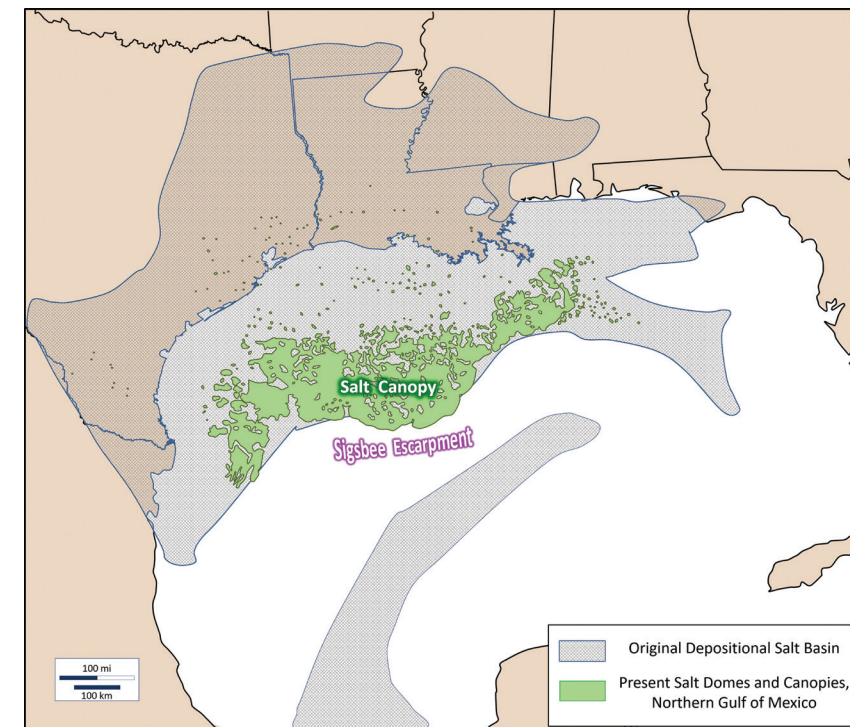 Salt Canopy
Sigsbee Escarpment
100 mi
100 km
Original Depositional Salt Basin
Present Salt Domes and Canopies,
Northern Gulf of Mexico